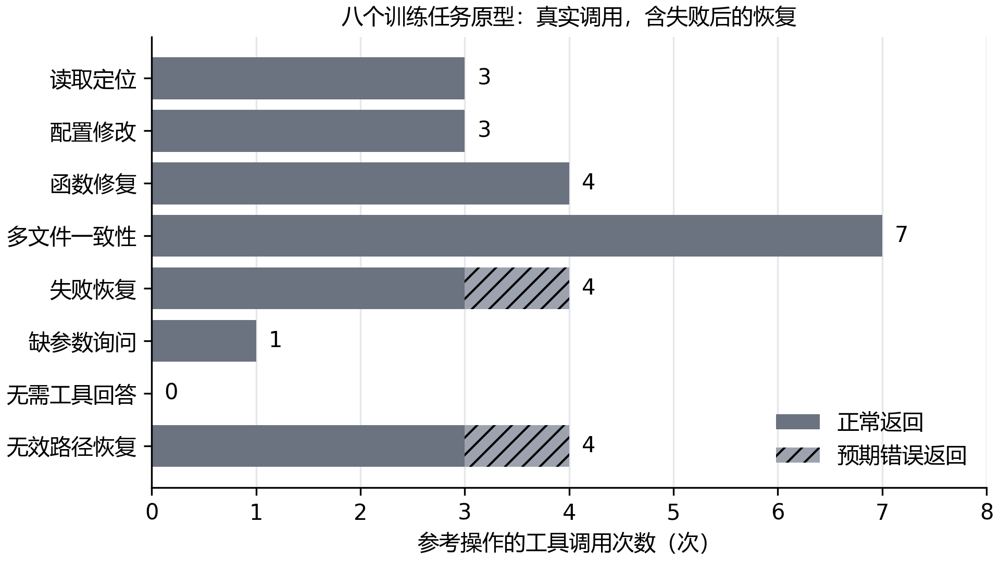 八个训练任务原型：真实调用，含失败后的恢复
读取定位
3
配置修改
3
函数修复
4
多文件一致性
7
失败恢复
4
缺参数询问
1
无需工具回答
0
无效路径恢复
4
正常返回
预期错误返回
0 1 2 3 4 5 6 7 8
参考操作的工具调用次数（次）